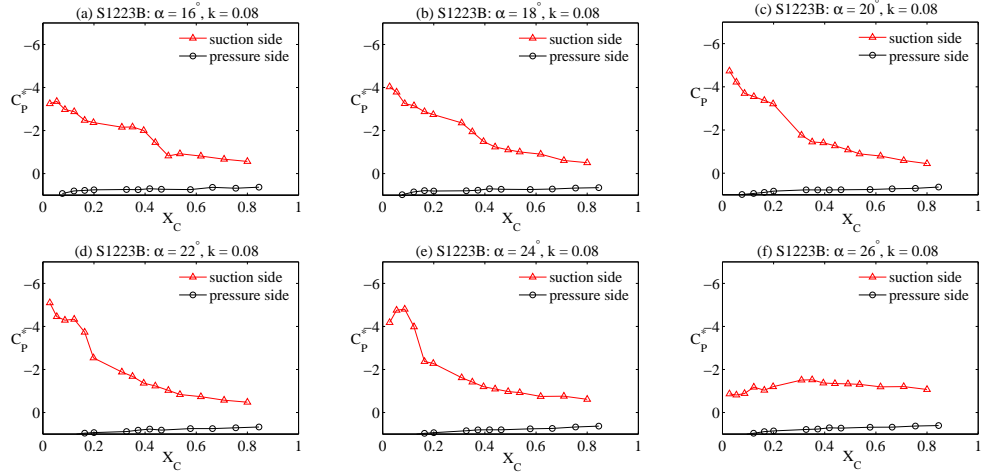 (a) S1223B: α = 16°, k = 0.08
−6
−4
−2
0
C*P
suction side
pressure side
0 0.2 0.4 0.6 0.8 1
X_C
(b) S1223B: α = 18°, k = 0.08
−6
−4
−2
0
C*P
suction side
pressure side
0 0.2 0.4 0.6 0.8 1
X_C
(c) S1223B: α = 20°, k = 0.08
−6
−4
−2
0
C*P
suction side
pressure side
0 0.2 0.4 0.6 0.8 1
X_C
(d) S1223B: α = 22°, k = 0.08
−6
−4
−2
0
C*P
suction side
pressure side
0 0.2 0.4 0.6 0.8 1
X_C
(e) S1223B: α = 24°, k = 0.08
−6
−4
−2
0
C*P
suction side
pressure side
0 0.2 0.4 0.6 0.8 1
X_C
(f) S1223B: α = 26°, k = 0.08
−6
−4
−2
0
C*P
suction side
pressure side
0 0.2 0.4 0.6 0.8 1
X_C